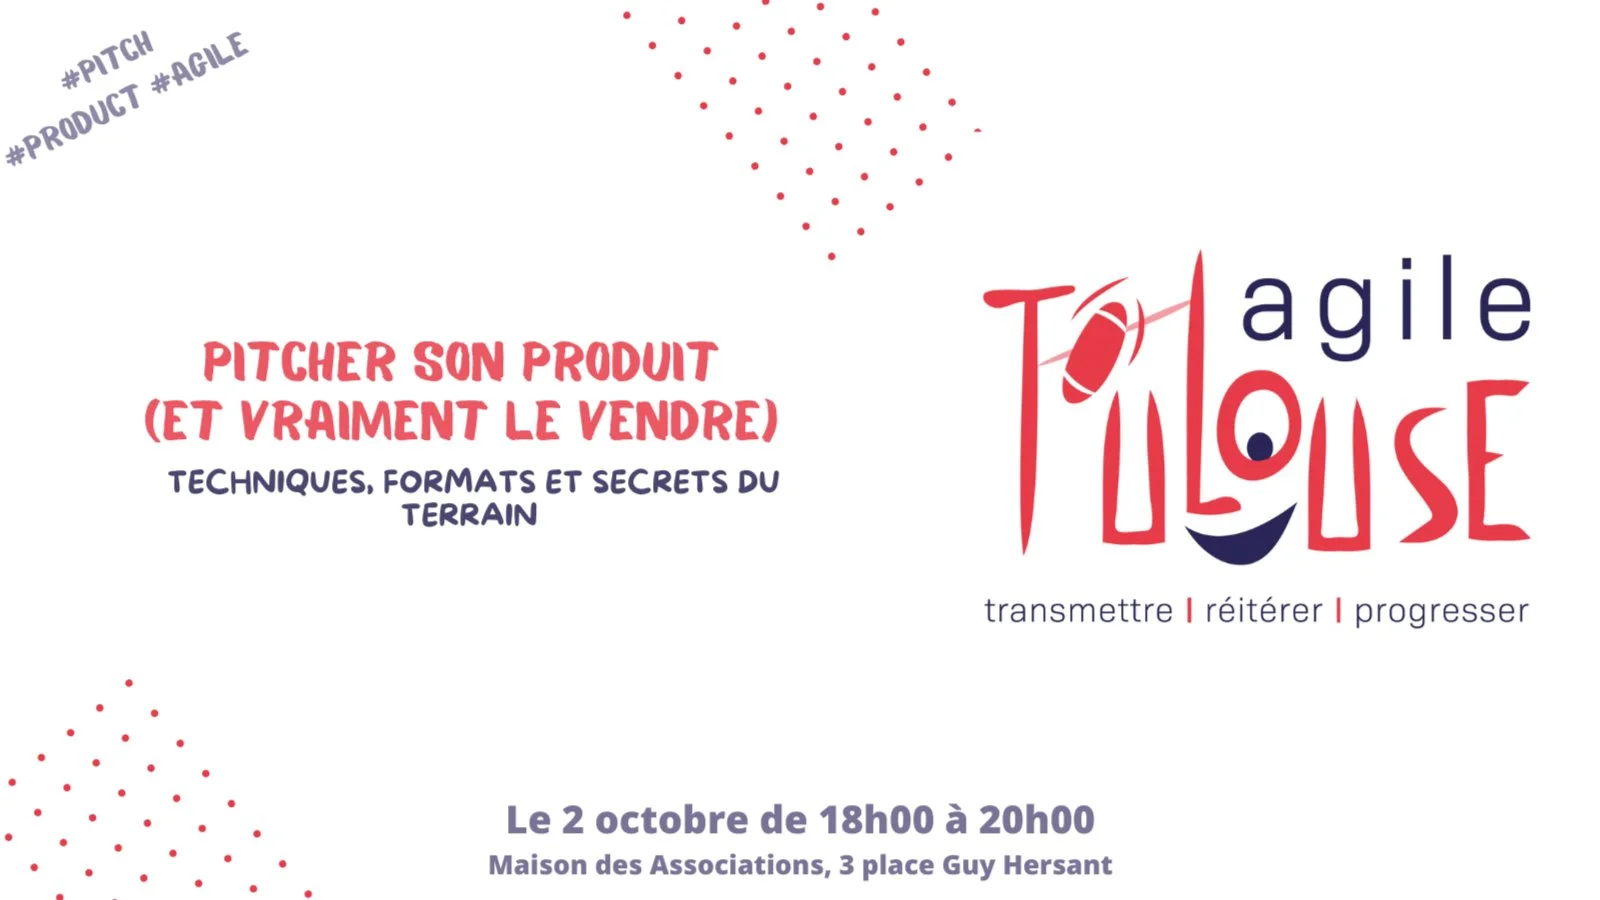 #PITCH
#PRODUCT #AGILE
PITCHER SON PRODUIT
(ET VRAIMENT LE VENDRE)
TECHNIQUES, FORMATS ET SECRETS DU
TERRAIN
agile
TOULOUSE
transmettre | réitérer | progresser
Le 2 octobre de 18h00 à 20h00
Maison des Associations, 3 place Guy Hersant